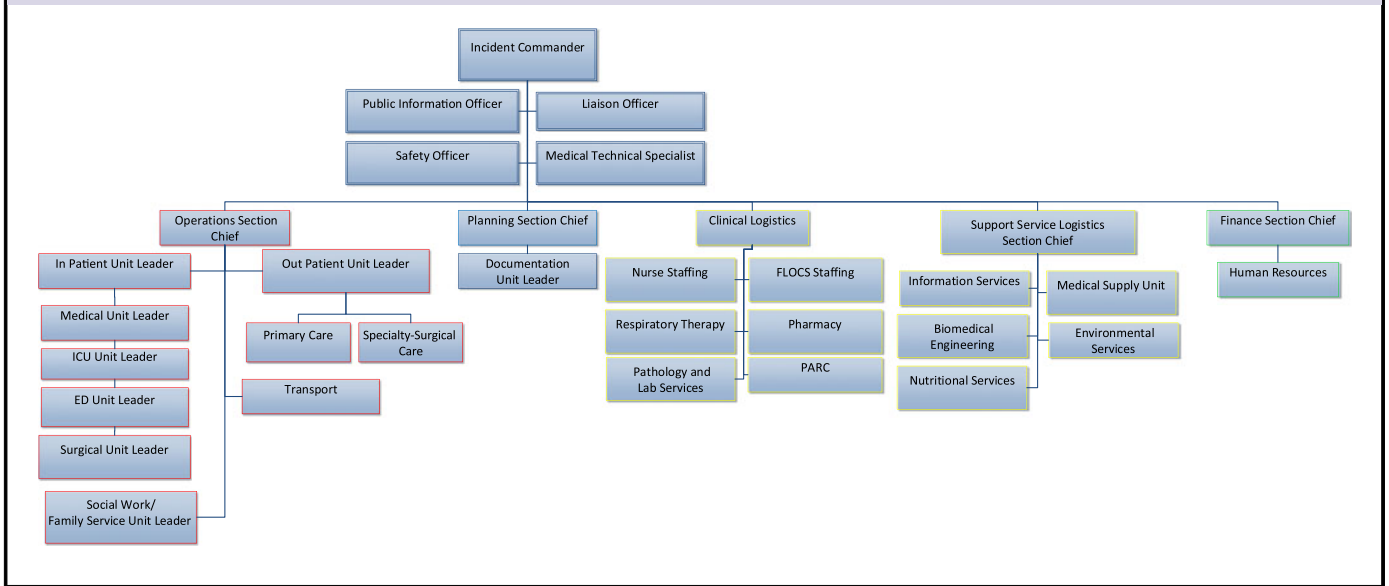 Incident Commander
Public Information Officer
Liaison Officer
Safety Officer
Medical Technical Specialist
Operations Section
Chief
Planning Section Chief
Clinical Logistics
Support Service Logistics
Section Chief
Finance Section Chief
In Patient Unit Leader
Out Patient Unit Leader
Medical Unit Leader
ICU Unit Leader
ED Unit Leader
Surgical Unit Leader
Primary Care
Specialty-Surgical
Care
Transport
Social Work/
Family Service Unit Leader
Documentation
Unit Leader
Nurse Staffing
FLOCS Staffing
Respiratory Therapy
Pharmacy
Pathology and
Lab Services
PARC
Information Services
Medical Supply Unit
Biomedical
Engineering
Environmental
Services
Nutritional Services
Human Resources